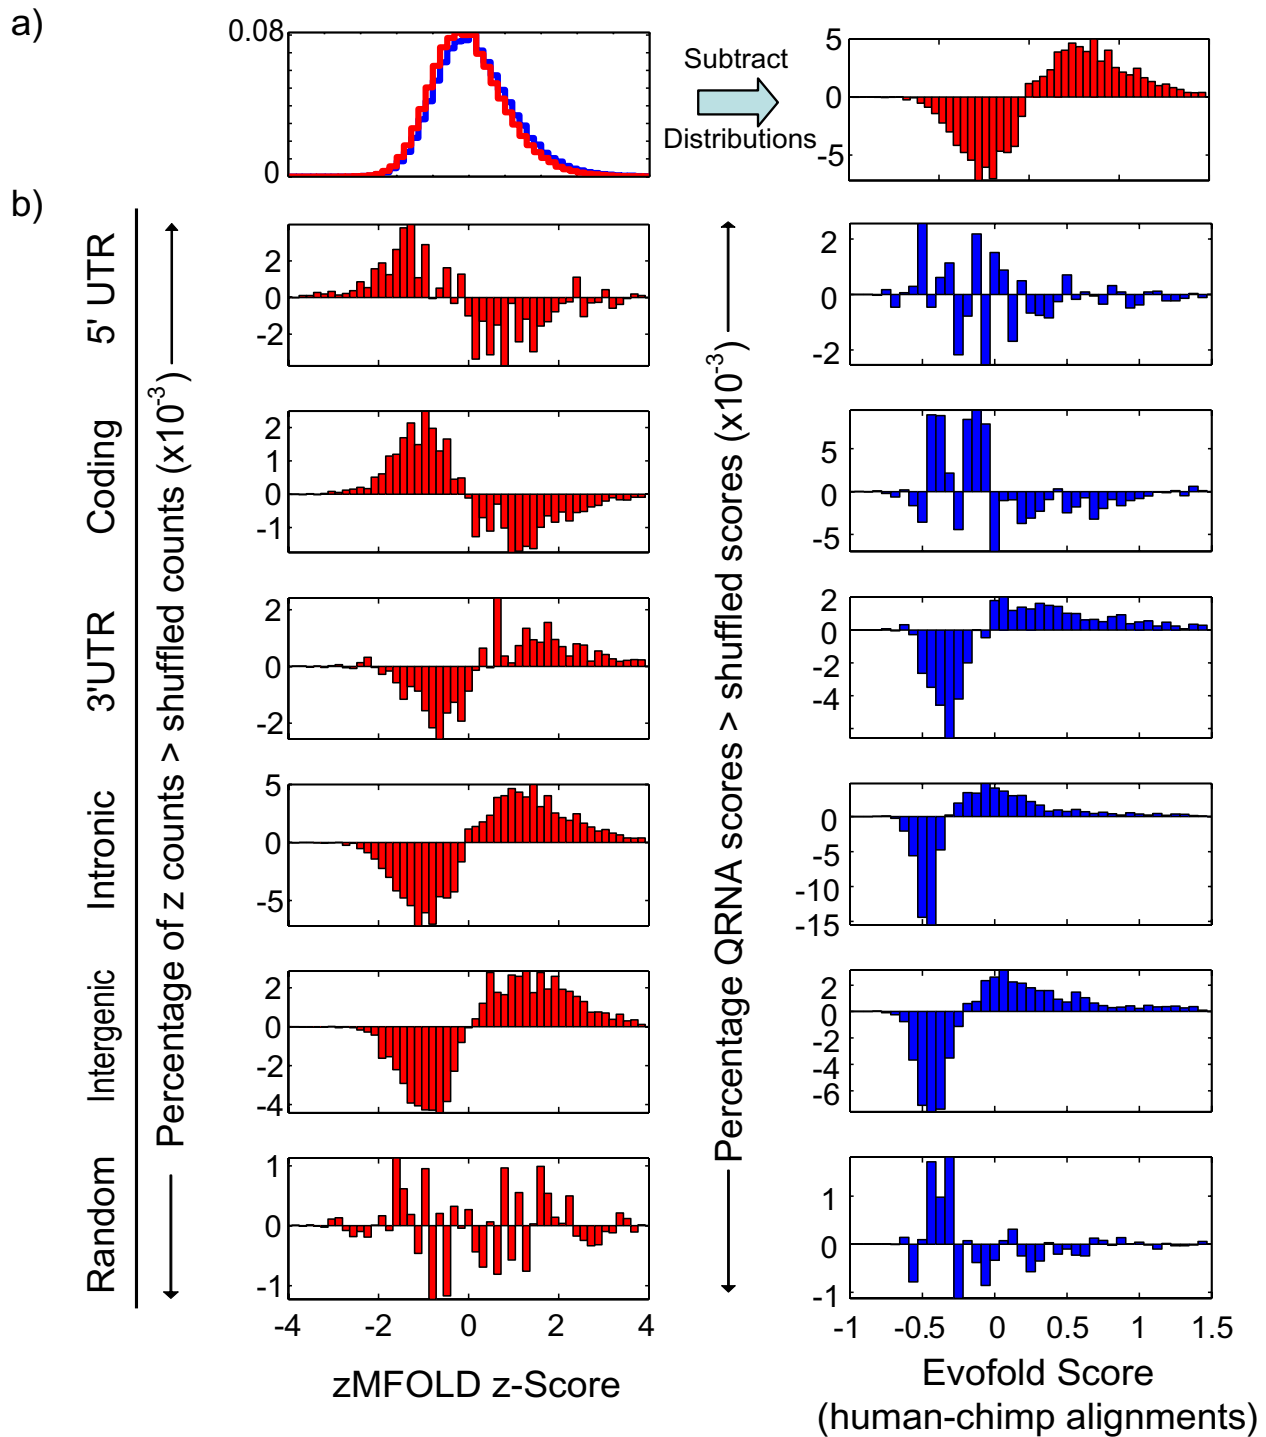 a)
0.08
0
Subtract
Distributions
5
0
-5
b)
5' UTR
Coding
3'UTR
Intronic
Intergenic
Random
Percentage of z counts > shuffled counts (x10-3)
2
0
-2
2
1
0
-1
2
0
-2
5
0
-5
2
0
-2
-4
1
0
-1
-4 -2 0 2 4
zMFOLD z-Score
Percentage QRNA scores > shuffled scores (x10-3)
2
0
-2
5
0
-5
2
0
-2
-4
0
-5
-10
-15
2
0
-2
-4
-6
1
0
-1
-1 -0.5 0 0.5 1 1.5
Evofold Score
(human-chimp alignments)